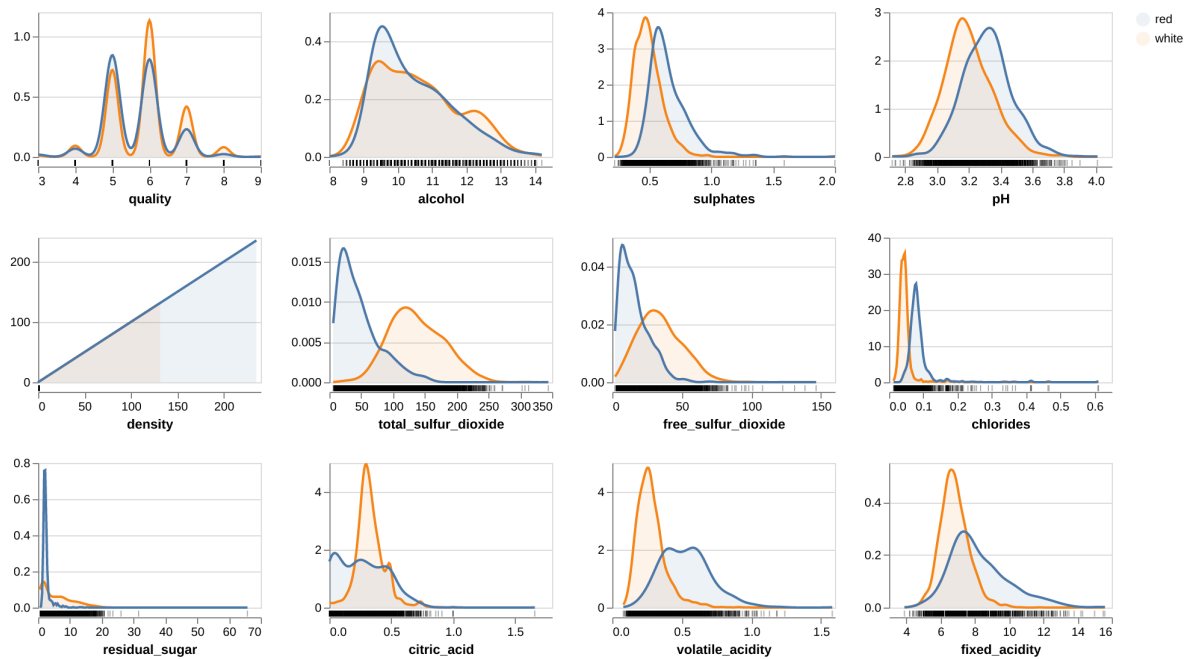 red
white
1.0
0.5
0.0
3 4 5 6 7 8 9
quality
0.4
0.2
0.0
8 9 10 11 12 13 14
alcohol
4
3
2
1
0
0.5 1.0 1.5 2.0
sulphates
3
2
1
0
2.8 3.0 3.2 3.4 3.6 3.8 4.0
pH
200
100
0
0 50 100 150 200
density
0.015
0.010
0.005
0.000
0 50 100 150 200 250 300 350
total_sulfur_dioxide
0.04
0.02
0.00
0 50 100 150
free_sulfur_dioxide
40
30
20
10
0
0.0 0.1 0.2 0.3 0.4 0.5 0.6
chlorides
0.8
0.6
0.4
0.2
0.0
0 10 20 30 40 50 60 70
residual_sugar
4
2
0
0.0 0.5 1.0 1.5
citric_acid
4
2
0
0.0 0.5 1.0 1.5
volatile_acidity
0.4
0.2
0.0
4 6 8 10 12 14 16
fixed_acidity